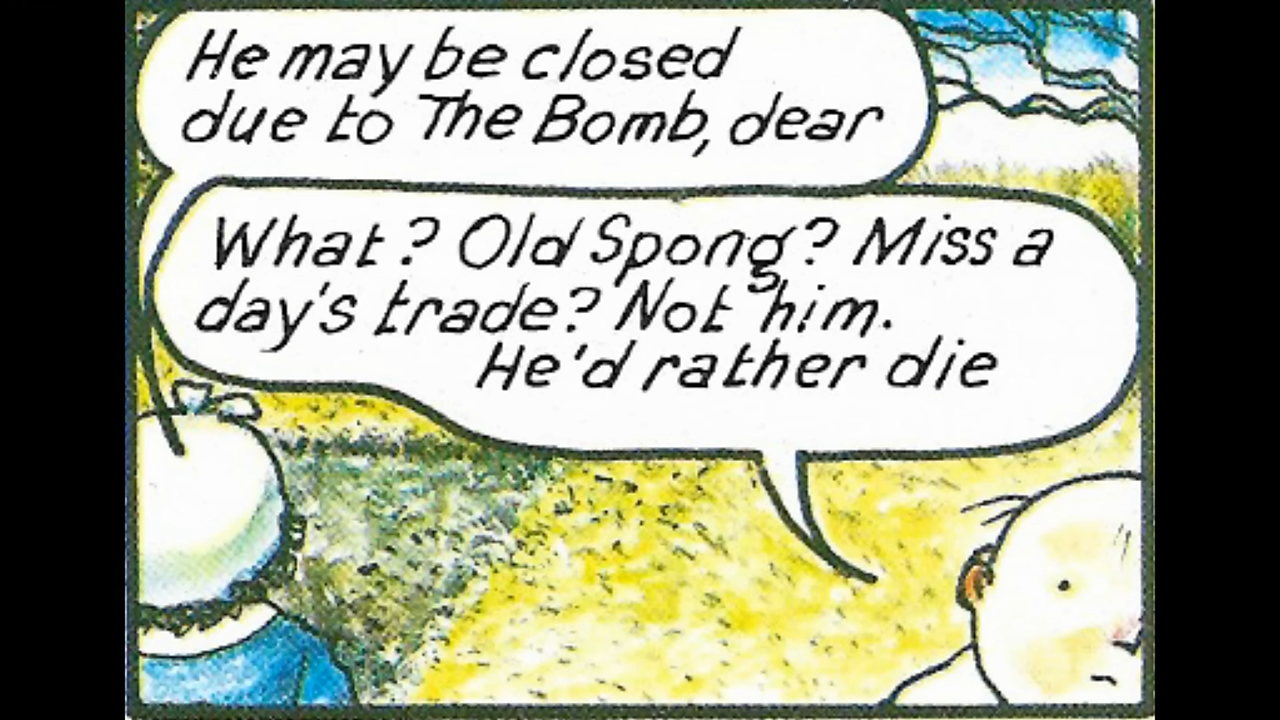 He may be closed
due to The Bomb, dear
What? Old Spong? Miss a
day's trade? Not him.
He'd rather die